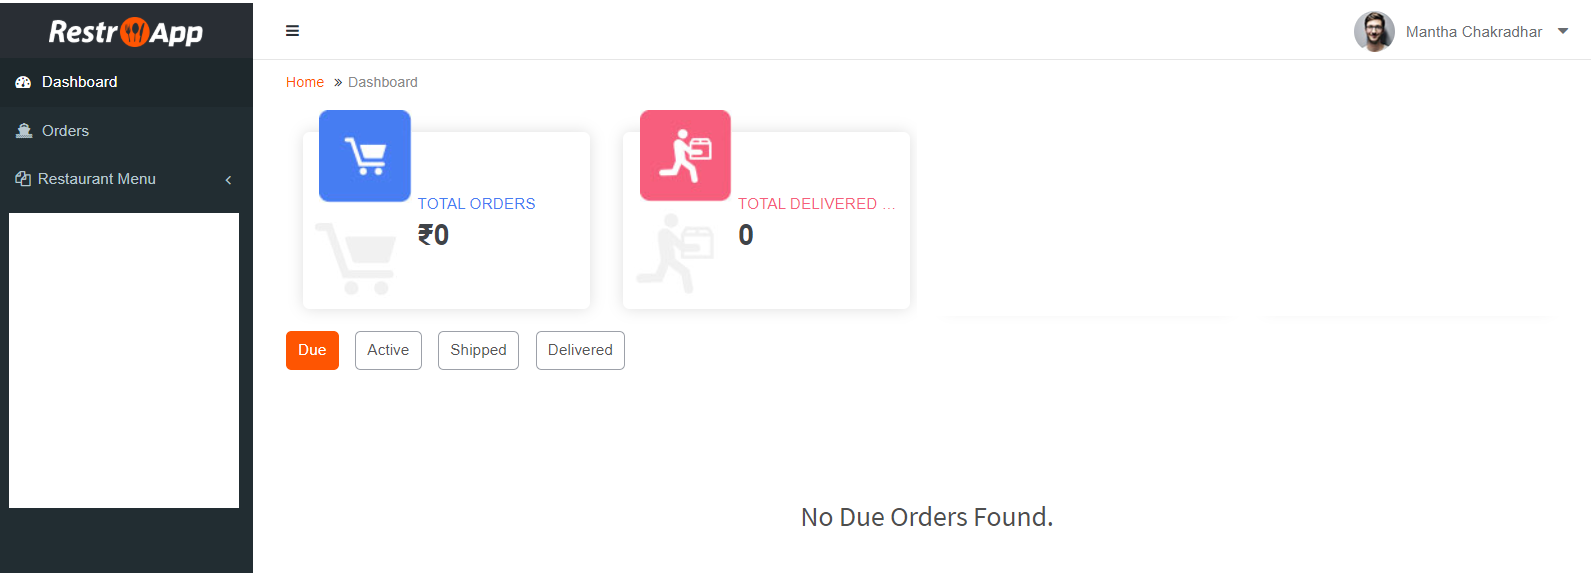 RestroApp
Mantha Chakradhar
Dashboard
Orders
Restaurant Menu
Home » Dashboard
TOTAL ORDERS
₹0
TOTAL DELIVERED ...
0
Due
Active
Shipped
Delivered
No Due Orders Found.